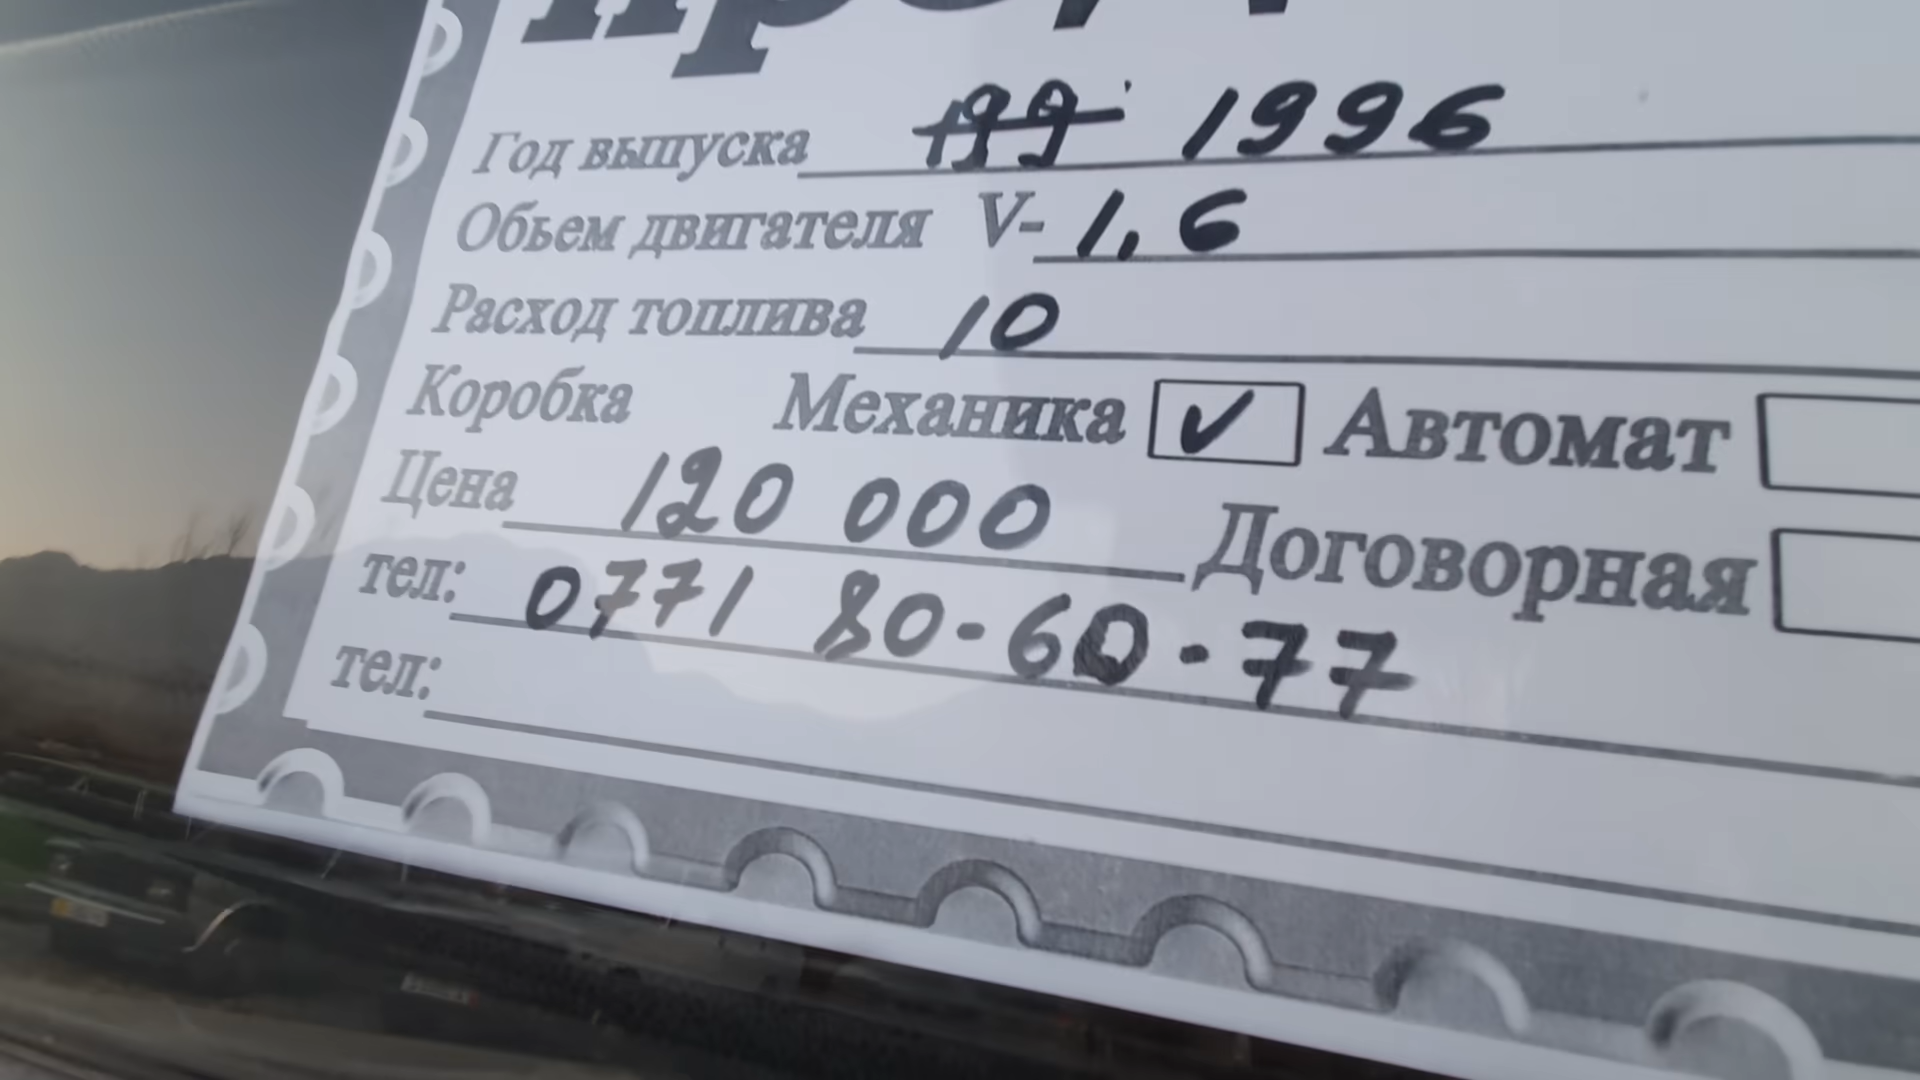 Год выпуска 199 1996
Обьем двигателя V- 1,6
Расход топлива 10
Коробка Механика ✓ Автомат
Цена 120 000 Договорная
тел: 0771 80-60-77
тел: